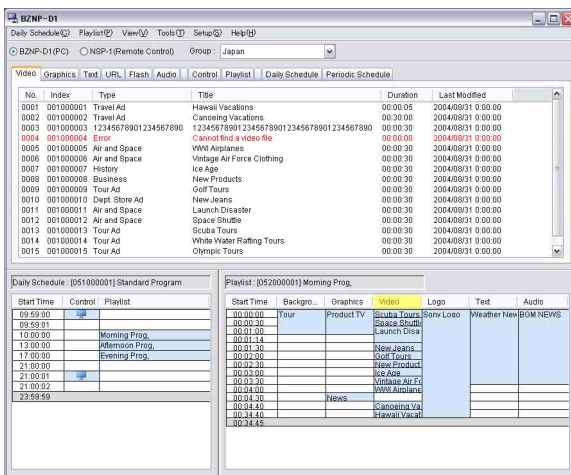 BZNP-D1
Daily Schedule(C) Playlist(P) View(V) Tools(T) Setup(S) Help(H)
BZNP-D1(PC) NSP-1(Remote Control) Group : Japan
Video Graphics Text URL Flash Audio Control Playlist Daily Schedule Periodic Schedule
No. Index Type Title Duration Last Modified
0001 001000001 Travel Ad Hawaii Vacations 00:00:05 2004/08/31 0:00:00
0002 001000002 Travel Ad Canoeing Vacations 00:30:00 2004/08/31 0:00:00
0003 001000003 12345678901234567890 1234567890123456789012345678901234567890 00:00:30 2004/08/31 0:00:00
0004 001000004 Error Cannot find a video file 00:00:00 2004/08/31 0:00:00
0005 001000005 Air and Space WWI Airplanes 00:00:30 2004/08/31 0:00:00
0006 001000006 Air and Space Vintage Air Force Clothing 00:00:30 2004/08/31 0:00:00
0007 001000007 History Ice Age 00:00:30 2004/08/31 0:00:00
0008 001000008 Business New Products 00:00:30 2004/08/31 0:00:00
0009 001000009 Tour Ad Golf Tours 00:00:30 2004/08/31 0:00:00
0010 001000010 Dept. Store Ad New Jeans 00:00:30 2004/08/31 0:00:00
0011 001000011 Air and Space Launch Disaster 00:00:30 2004/08/31 0:00:00
0012 001000012 Air and Space Space Shuttle 00:00:30 2004/08/31 0:00:00
0013 001000013 Tour Ad Scuba Tours 00:00:30 2004/08/31 0:00:00
0014 001000014 Tour Ad White Water Rafting Tours 00:00:30 2004/08/31 0:00:00
0015 001000015 Tour Ad Olympic Tours 00:00:30 2004/08/31 0:00:00
Daily Schedule : [051000001] Standard Program
Start Time Control Playlist
09:59:00
09:59:01
10:00:00 Morning Prog,
13:00:00 Afternoon Prog,
17:00:00 Evening Prog,
21:00:00
21:00:01
21:00:02
23:59:59
Playlist : [052000001] Morning Prog,
Start Time Backgro... Graphics Video Logo Text Audio
00:00:00 Tour Product TV Scuba Tours Sony Logo Weather New BGM NEWS
00:00:30 Space Shuttl
00:01:00 Launch Disa
00:01:14
00:01:30 New Jeans
00:02:00 Golf Tours
00:02:30 New Product
00:03:00 Ice Age
00:03:30 Vintage Air Fo
00:04:00 WWI Airplane
00:04:30 News
00:04:40 Canoeing Va
00:34:40 Hawaii Vacat
00:34:45